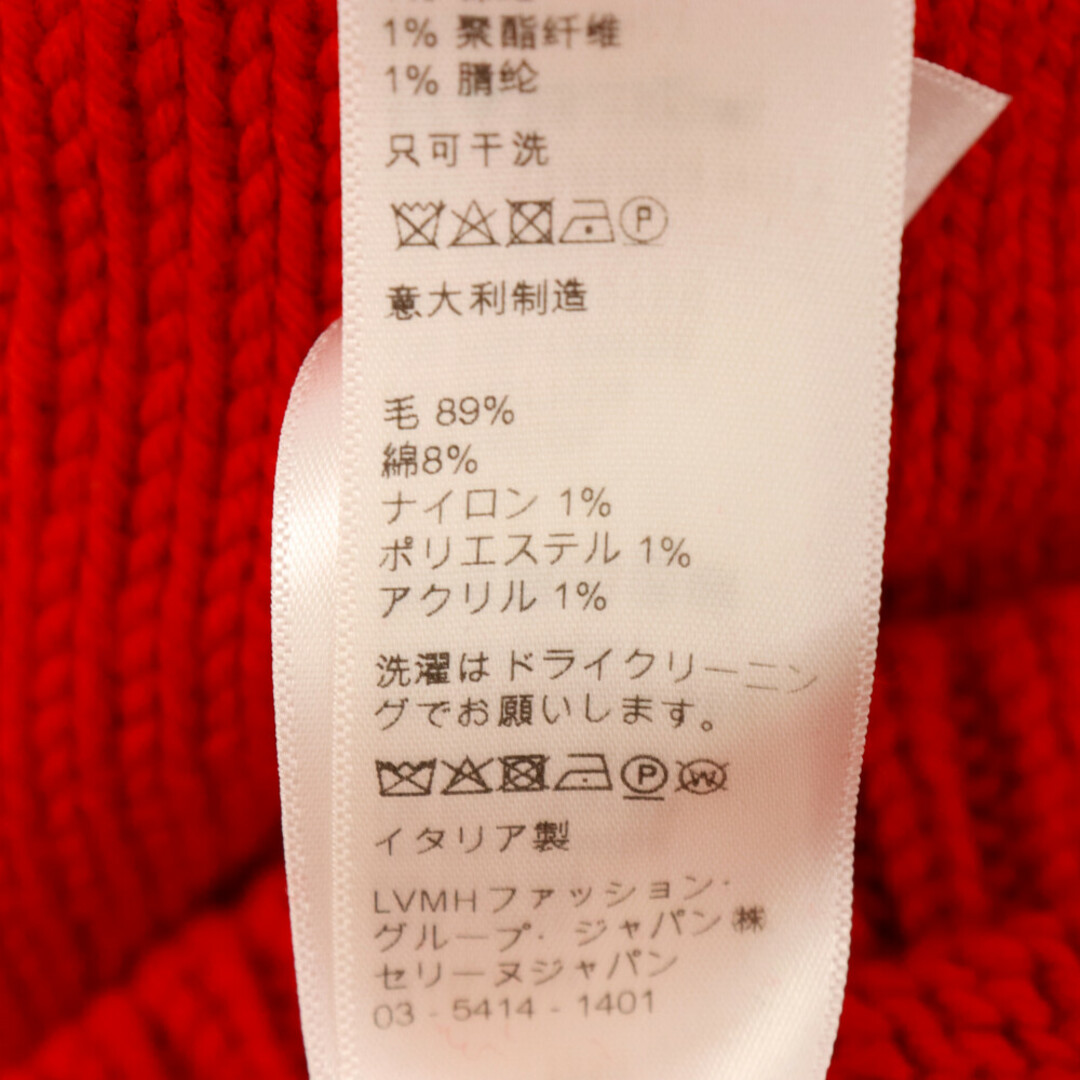 1% 聚酯纤维
1% 腈纶
只可干洗
P
意大利制造
毛 89%
綿8%
ナイロン 1%
ポリエステル 1%
アクリル 1%
洗濯はドライクリーニン
グでお願いします。
P W
イタリア製
LVMHファッション・
グループ・ジャパン㈱
セリーヌジャパン
03 - 5414 - 1401